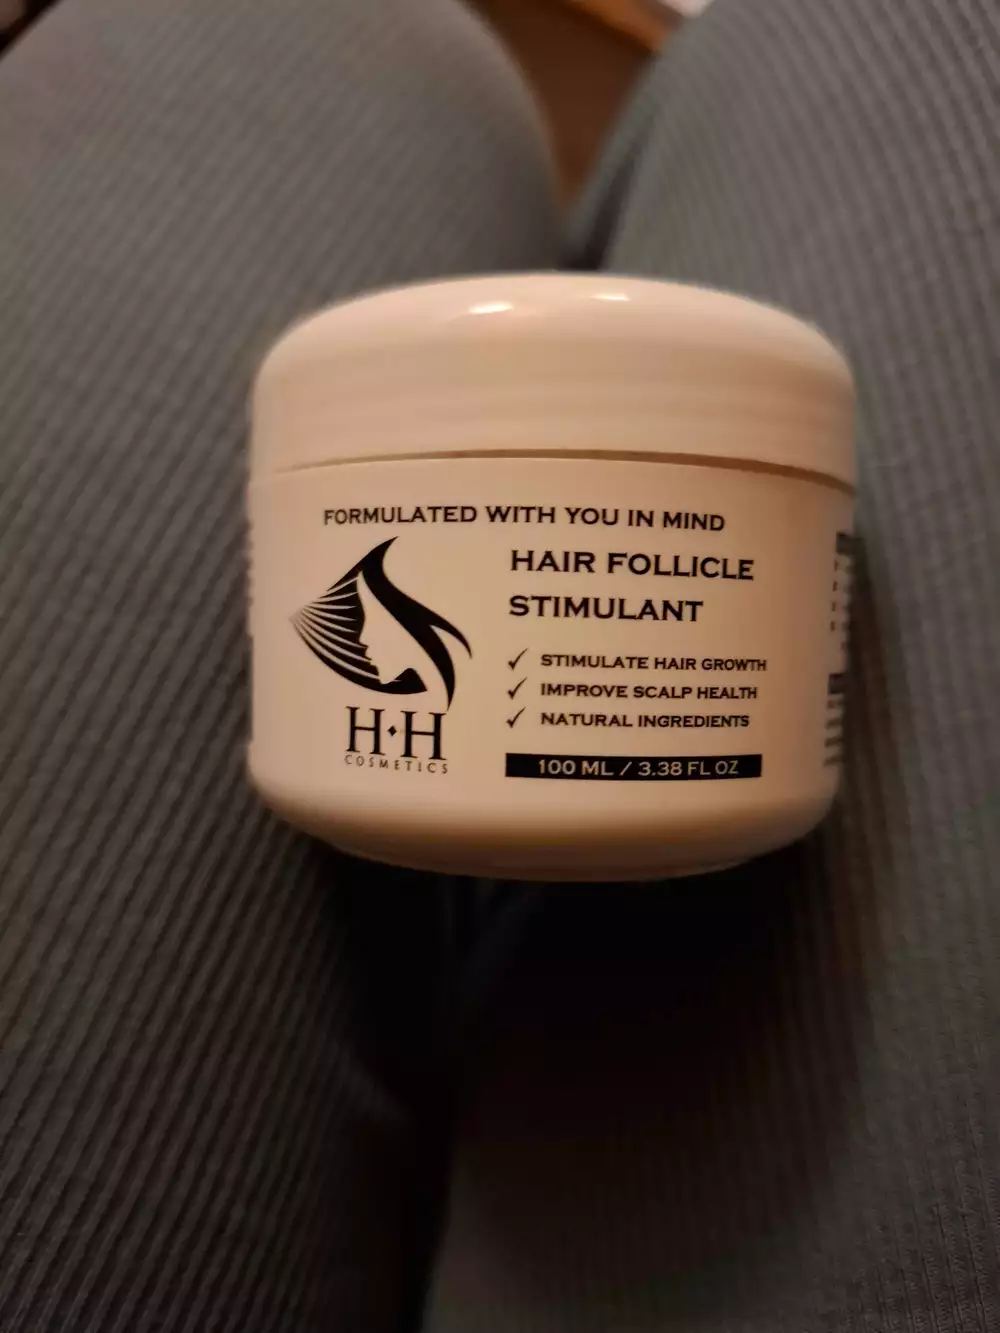 FORMULATED WITH YOU IN MIND
HAIR FOLLICLE
STIMULANT
✓ STIMULATE HAIR GROWTH
✓ IMPROVE SCALP HEALTH
✓ NATURAL INGREDIENTS
H·H
COSMETICS
100 ML / 3.38 FL OZ